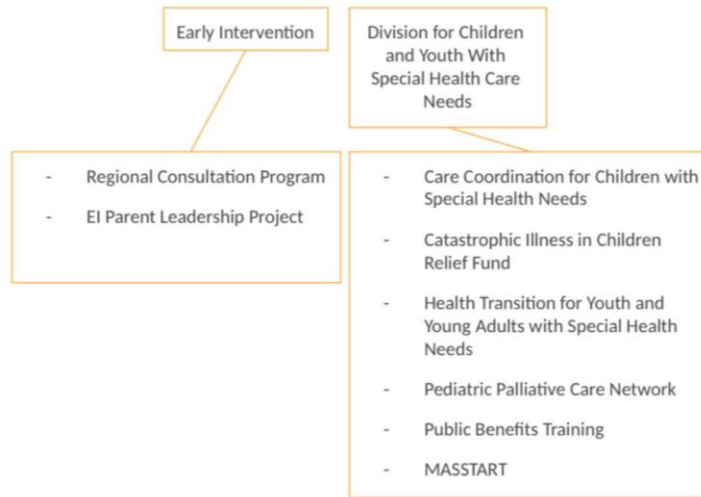 Early Intervention
Division for Children
and Youth With
Special Health Care
Needs
- Regional Consultation Program
- EI Parent Leadership Project
- Care Coordination for Children with
Special Health Needs
- Catastrophic Illness in Children
Relief Fund
- Health Transition for Youth and
Young Adults with Special Health
Needs
- Pediatric Palliative Care Network
- Public Benefits Training
- MASSTART